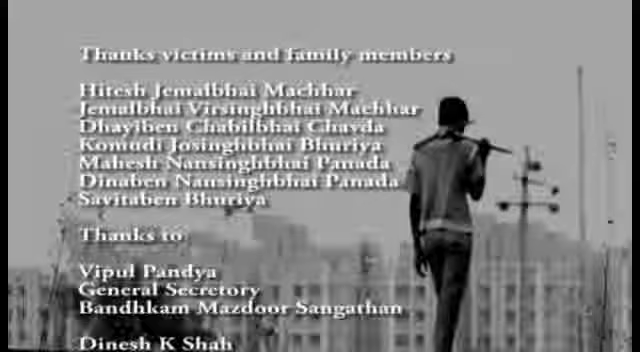 Thanks victims and family members
Hitesh Jemalbhai Machhar
Jemalbhai Virsinghbhai Machhar
Dhayiben Chabilbhai Chavda
Komudi Josinghbhai Bhuriya
Mahesh Nansinghbhai Panada
Dinaben Nansinghbhai Panada
Savitaben Bhuriya
Thanks to
Vipul Pandya
General Secretory
Bandhkam Mazdoor Sangathan
Dinesh K Shah